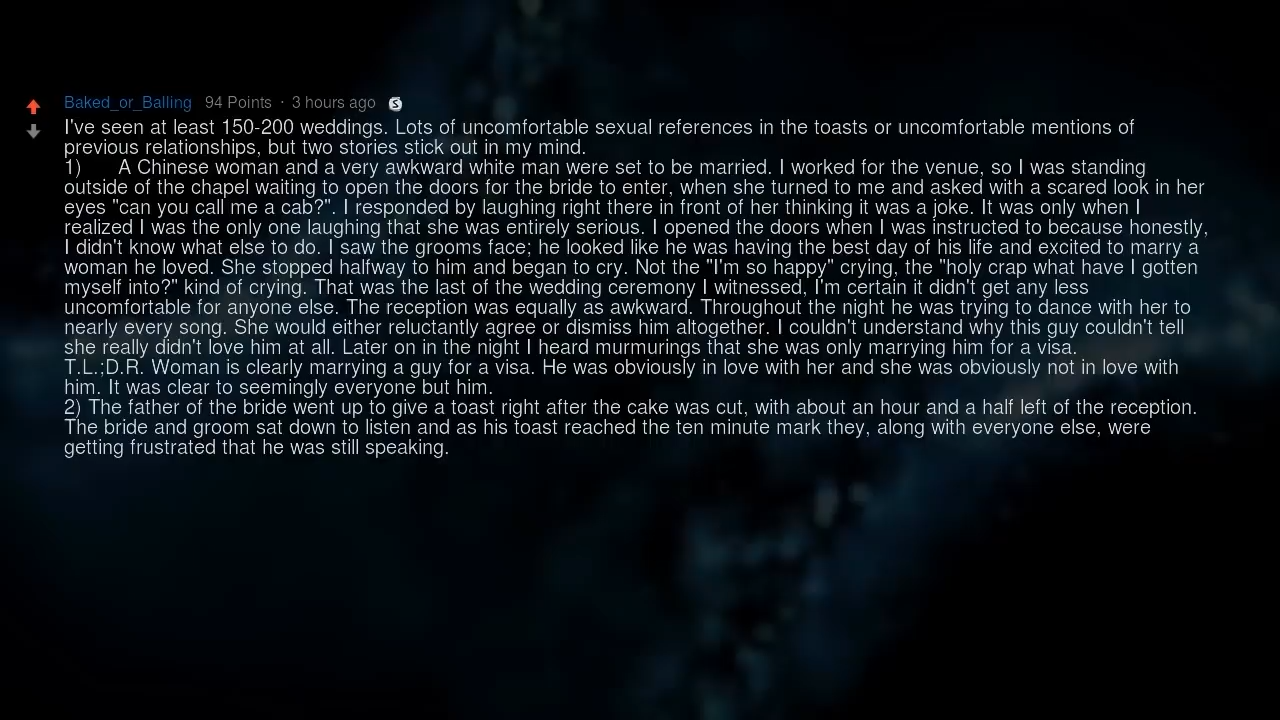 Baked_or_Balling 94 Points · 3 hours ago
I've seen at least 150-200 weddings. Lots of uncomfortable sexual references in the toasts or uncomfortable mentions of
previous relationships, but two stories stick out in my mind.
1) A Chinese woman and a very awkward white man were set to be married. I worked for the venue, so I was standing
outside of the chapel waiting to open the doors for the bride to enter, when she turned to me and asked with a scared look in her
eyes "can you call me a cab?". I responded by laughing right there in front of her thinking it was a joke. It was only when I
realized I was the only one laughing that she was entirely serious. I opened the doors when I was instructed to because honestly,
I didn't know what else to do. I saw the grooms face; he looked like he was having the best day of his life and excited to marry a
woman he loved. She stopped halfway to him and began to cry. Not the "I'm so happy" crying, the "holy crap what have I gotten
myself into?" kind of crying. That was the last of the wedding ceremony I witnessed, I'm certain it didn't get any less
uncomfortable for anyone else. The reception was equally as awkward. Throughout the night he was trying to dance with her to
nearly every song. She would either reluctantly agree or dismiss him altogether. I couldn't understand why this guy couldn't tell
she really didn't love him at all. Later on in the night I heard murmurings that she was only marrying him for a visa.
T.L.;D.R. Woman is clearly marrying a guy for a visa. He was obviously in love with her and she was obviously not in love with
him. It was clear to seemingly everyone but him.
2) The father of the bride went up to give a toast right after the cake was cut, with about an hour and a half left of the reception.
The bride and groom sat down to listen and as his toast reached the ten minute mark they, along with everyone else, were
getting frustrated that he was still speaking.